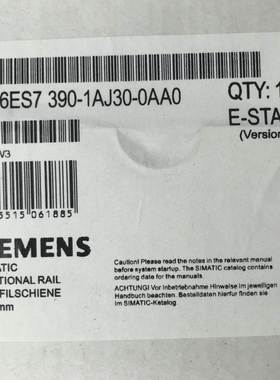 6ES7 390-1AJ30-0AA0
QTY: 1
E-STA
(Version
V3
5515 061885
EMENS
ATIC
TIONAL RAIL
FILSCHIENE
mm
Caution! Please read the notes in the relevant manual
before system startup. The SIMATIC catalog contains
ordering data for the manuals.
ACHTUNG! Vor Inbetriebnahme Hinweise im jeweiligen
Handbuch beachten. Bestelldaten hierfür finden sie
im SIMATIC-Katalog.